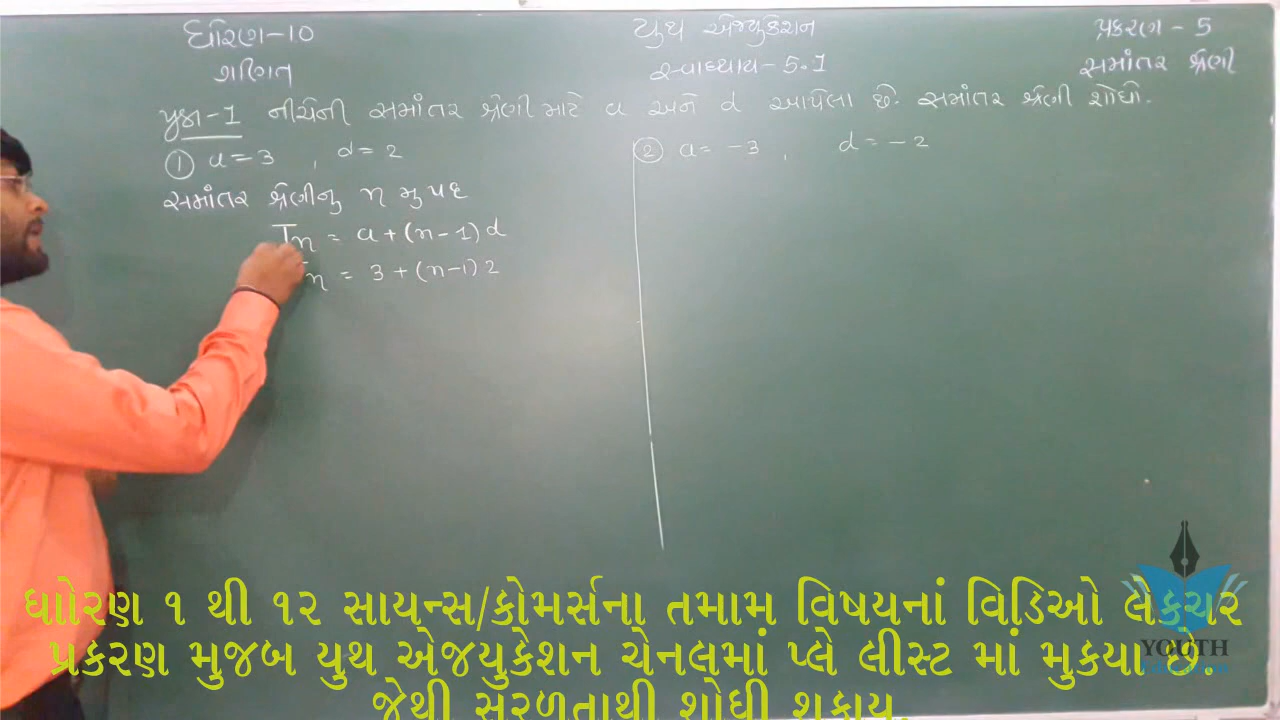 ધોરણ-10
ગણિત
યુથ એજ્યુકેશન
સ્વાધ્યાય-5.1
પ્રકરણ-5
સમાંતર શ્રેણી
પ્રશ્ન-1 નીચેની સમાંતર શ્રેણી માટે a અને d આપેલા છે. સમાંતર શ્રેણી શોધો.
① a=3 , d=2
સમાંતર શ્રેણીનુ n મુ પદ
Tn = a+(n-1)d
n = 3+(n-1)2
② a= -3 , d= -2
ધાોરણ ૧ થી ૧૨ સાયન્સ/કોમર્સના તમામ વિષયનાં વિડિઓ લેકચર
પ્રકરણ મુજબ યુથ એજયુકેશન ચેનલમાં પ્લે લીસ્ટ માં મુકયા છે.
જેથી સરળતાથી શોધી શકાય.
YOUTH